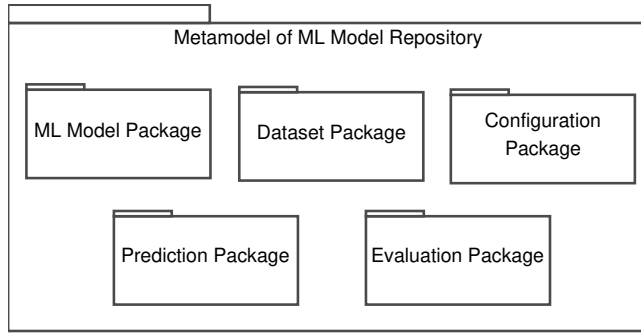 Metamodel of ML Model Repository
ML Model Package
Dataset Package
Configuration
Package
Prediction Package
Evaluation Package